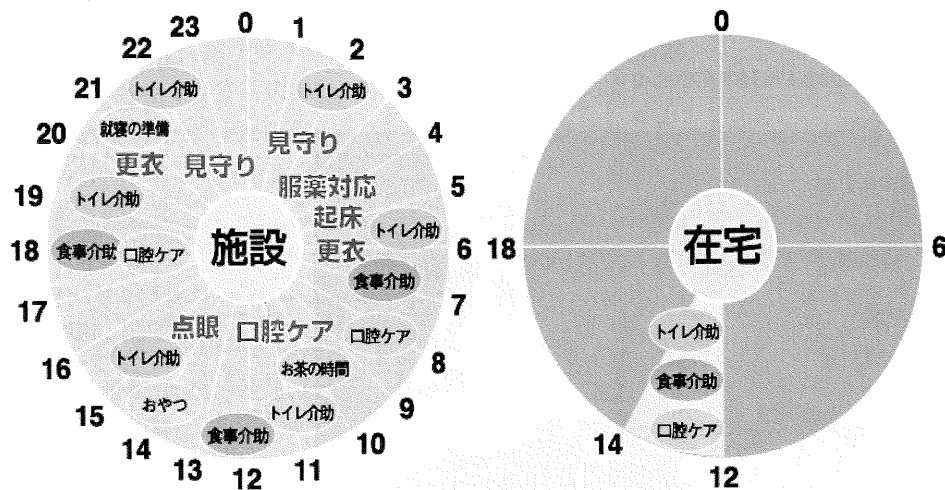 0
1
2
3
4
5
6
7
8
9
10
11
12
13
14
15
16
17
18
19
20
21
22
23
トイレ介助
トイレ介助
就寝の準備
見守り
更衣 見守り
服薬対応
トイレ介助
起床
トイレ介助
施設
更衣
食事介助
口腔ケア
食事介助
点眼
口腔ケア
口腔ケア
トイレ介助
お茶の時間
おやつ
トイレ介助
食事介助
0
6
12
14
18
在宅
トイレ介助
食事介助
口腔ケア